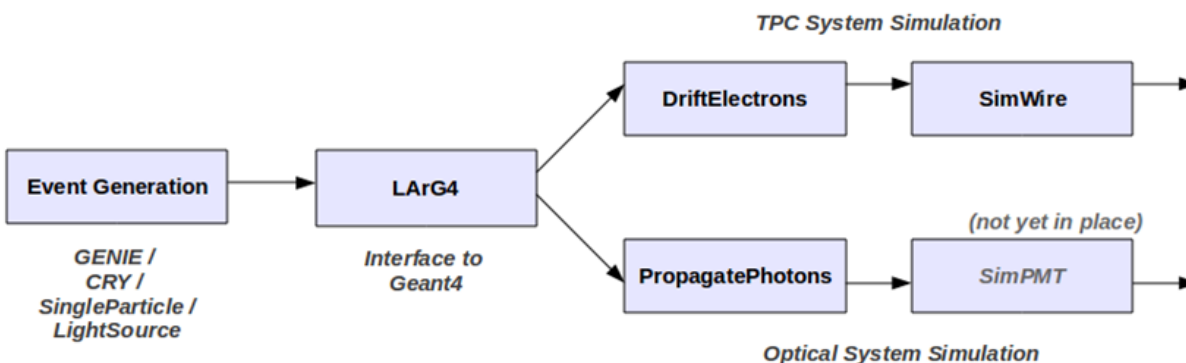 TPC System Simulation
DriftElectrons
SimWire
Event Generation
LArG4
GENIE /
CRY /
SingleParticle /
LightSource
Interface to
Geant4
(not yet in place)
PropagatePhotons
SimPMT
Optical System Simulation